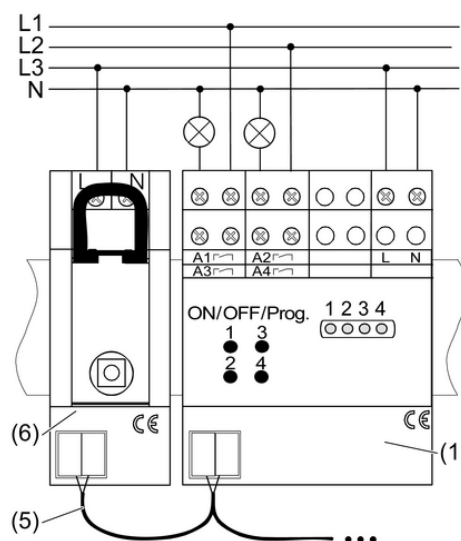 L1
L2
L3
N
L N
A1 A2
A3 A4 L N
ON/OFF/Prog.
1 2 3 4
1 3
2 4
(6)
CE
CE
(1
(5)
...